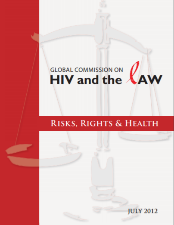 GLOBAL COMMISSION ON
HIV and the lAW
RISKS, RIGHTS & HEALTH
JULY 2012